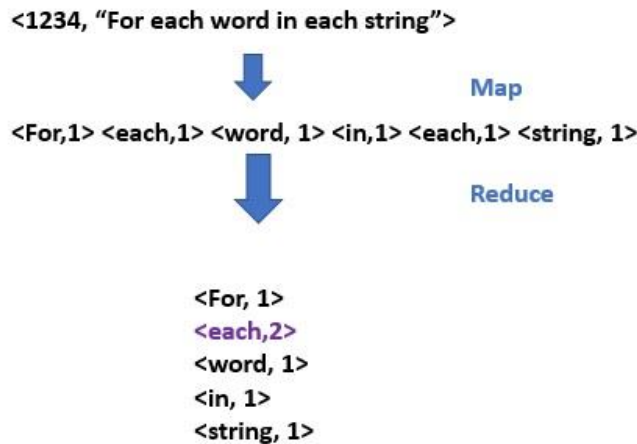 <1234, “For each word in each string”>
Map
<For,1> <each,1> <word, 1> <in,1> <each,1> <string, 1>
Reduce
<For, 1>
<each,2>
<word, 1>
<in, 1>
<string, 1>